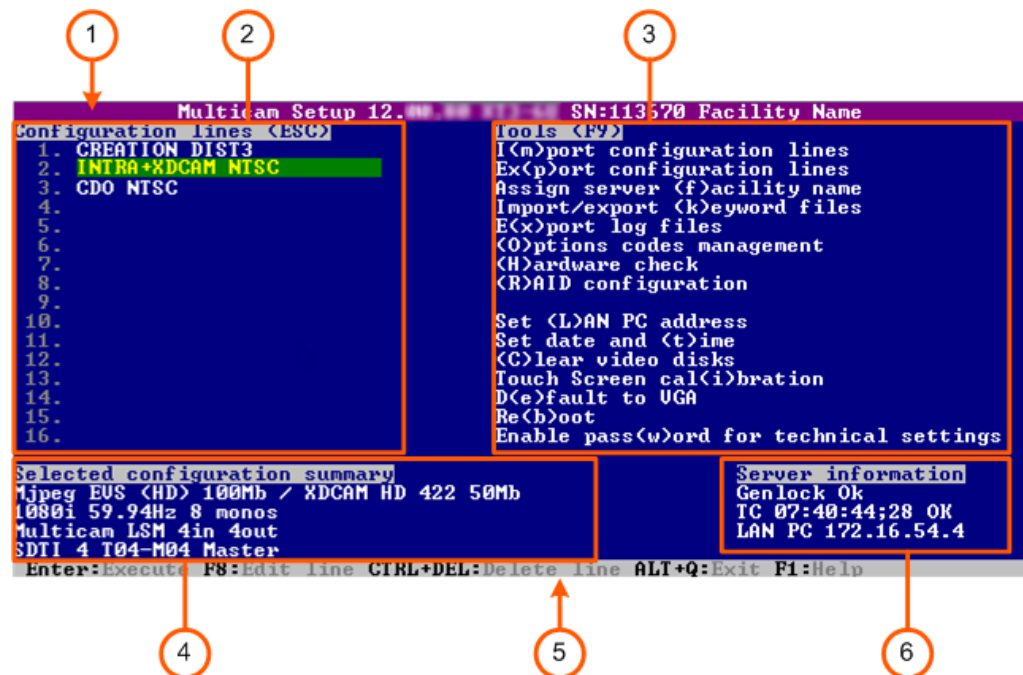 1
2
3
Multicam Setup 12. SN:113670 Facility Name
Configuration lines (ESC)
1. CREATION DIST3
2. INTRA+XDCAM NTSC
3. CDO NTSC
4.
5.
6.
7.
8.
9.
10.
11.
12.
13.
14.
15.
16.
Tools (F9)
I(m)port configuration lines
Ex(p)ort configuration lines
Assign server (f)acility name
Import/export (k)eyword files
E(x)port log files
(O)ptions codes management
(H)ardware check
(R)AID configuration
Set (L)AN PC address
Set date and (t)ime
(C)lear video disks
Touch Screen cal(i)bration
D(e)fault to VGA
Re(b)oot
Enable pass(w)ord for technical settings
Selected configuration summary
Mjpeg EVS (HD) 100Mb / XDCAM HD 422 50Mb
1080i 59.94Hz 8 monos
Multicam LSM 4in 4out
SDTI 4 T04-M04 Master
Server information
Genlock Ok
TC 07:40:44;28 OK
LAN PC 172.16.54.4
Enter:Execute F8:Edit line CTRL+DEL:Delete line ALT+Q:Exit F1:Help
4
5
6